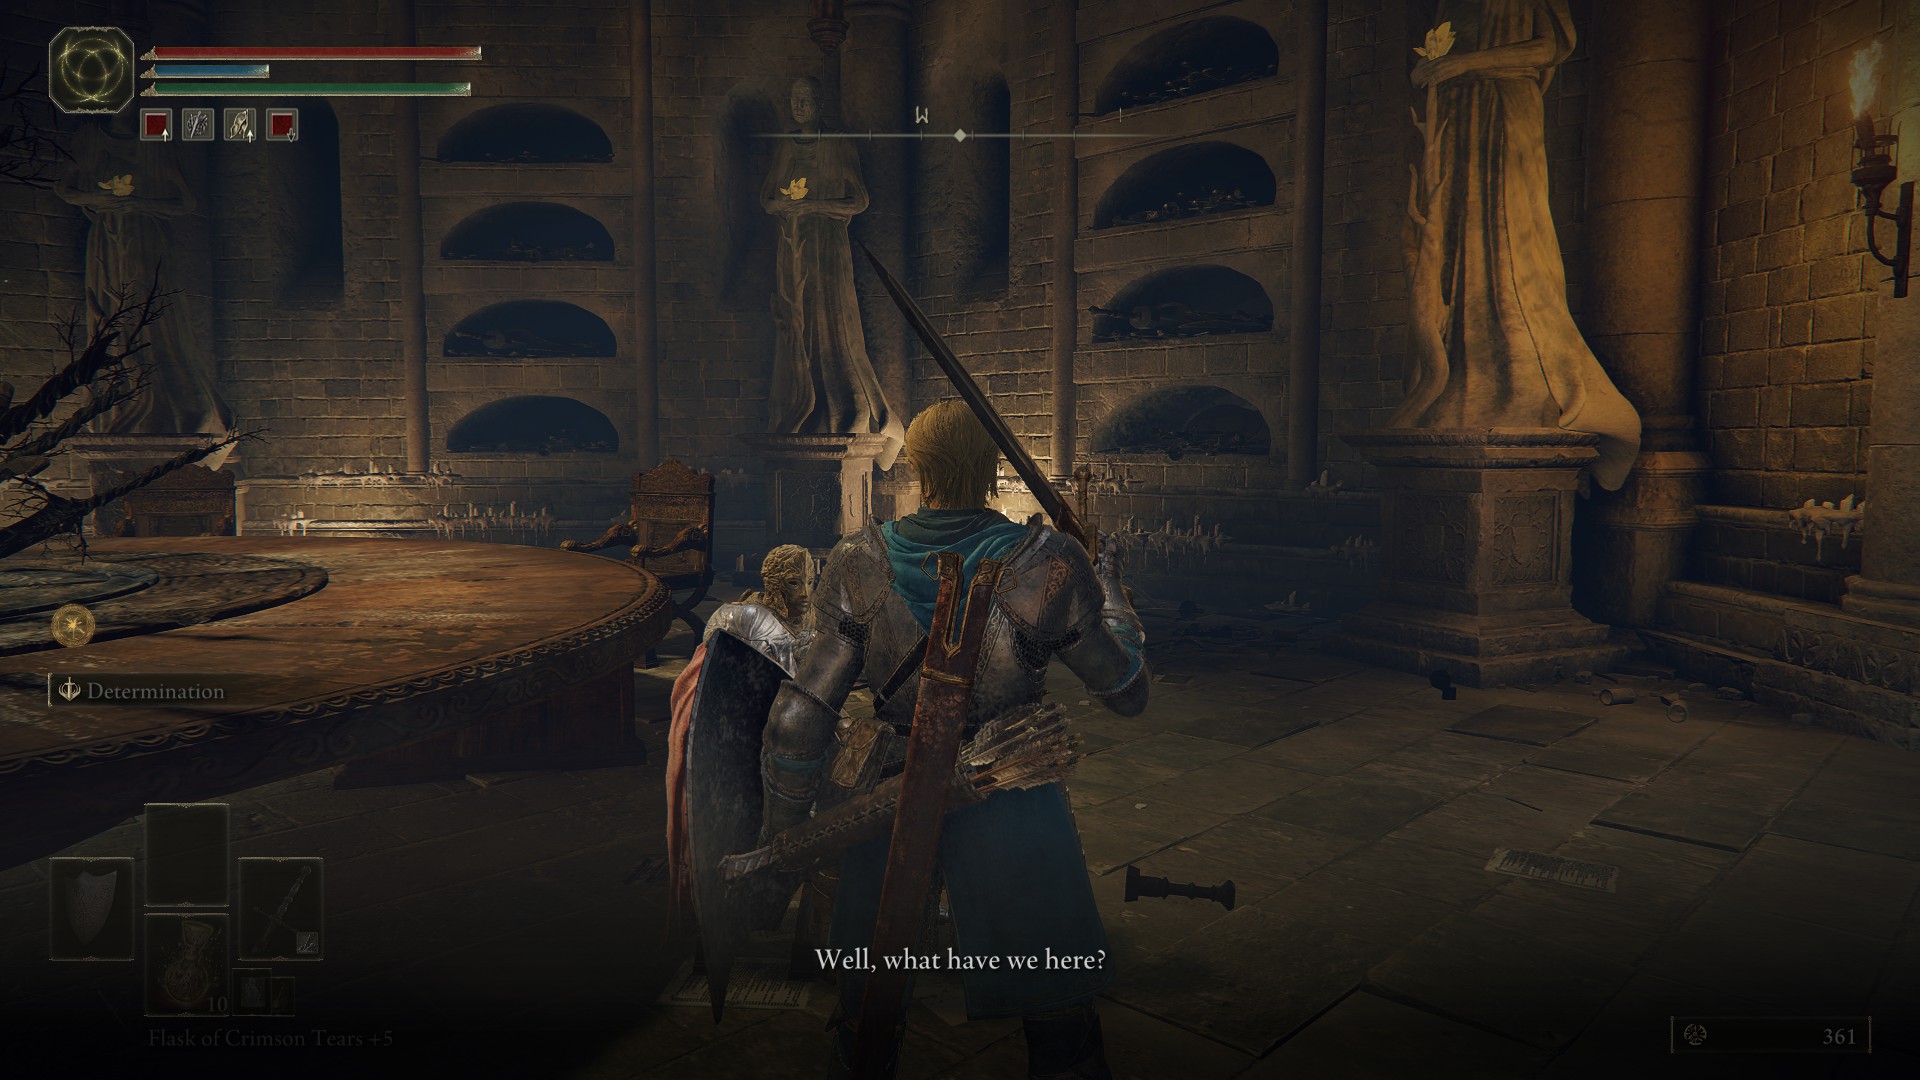 W
Determination
10
Flask of Crimson Tears +5
Well, what have we here?
361